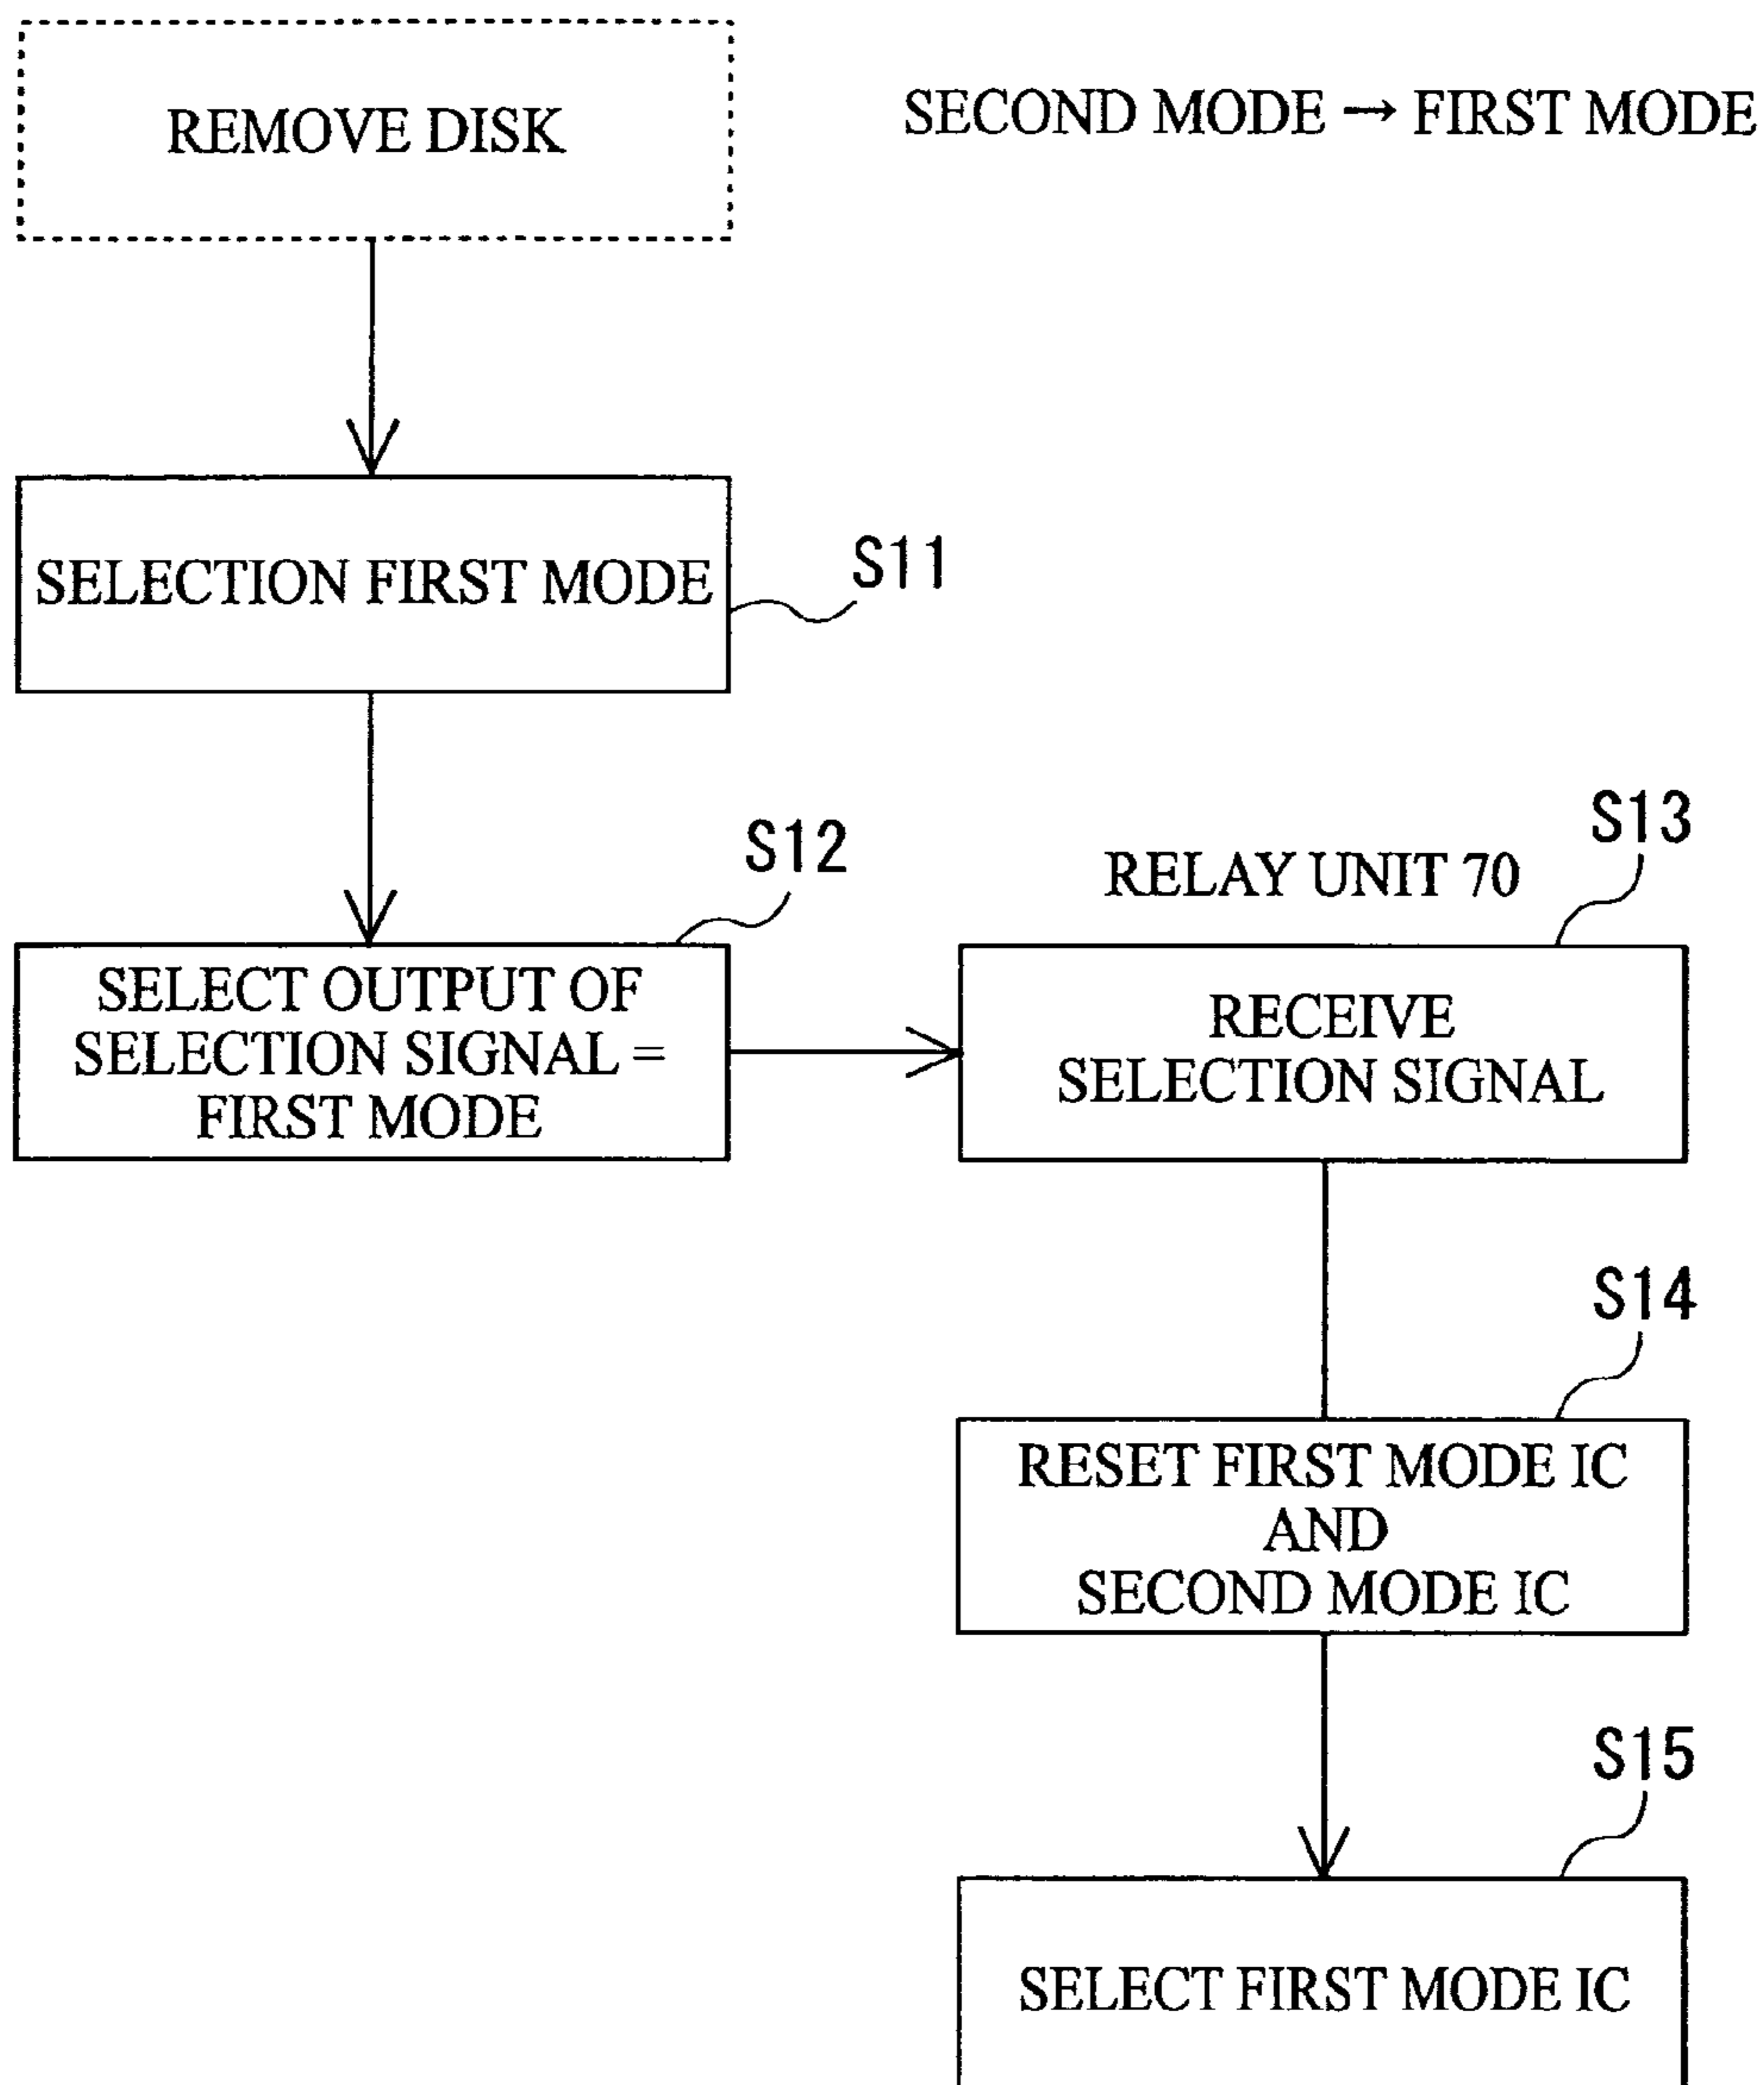 REMOVE DISK
SECOND MODE → FIRST MODE
SELECTION FIRST MODE
S11
S12
SELECT OUTPUT OF
SELECTION SIGNAL =
FIRST MODE
S13
RELAY UNIT 70
RECEIVE
SELECTION SIGNAL
S14
RESET FIRST MODE IC
AND
SECOND MODE IC
S15
SELECT FIRST MODE IC